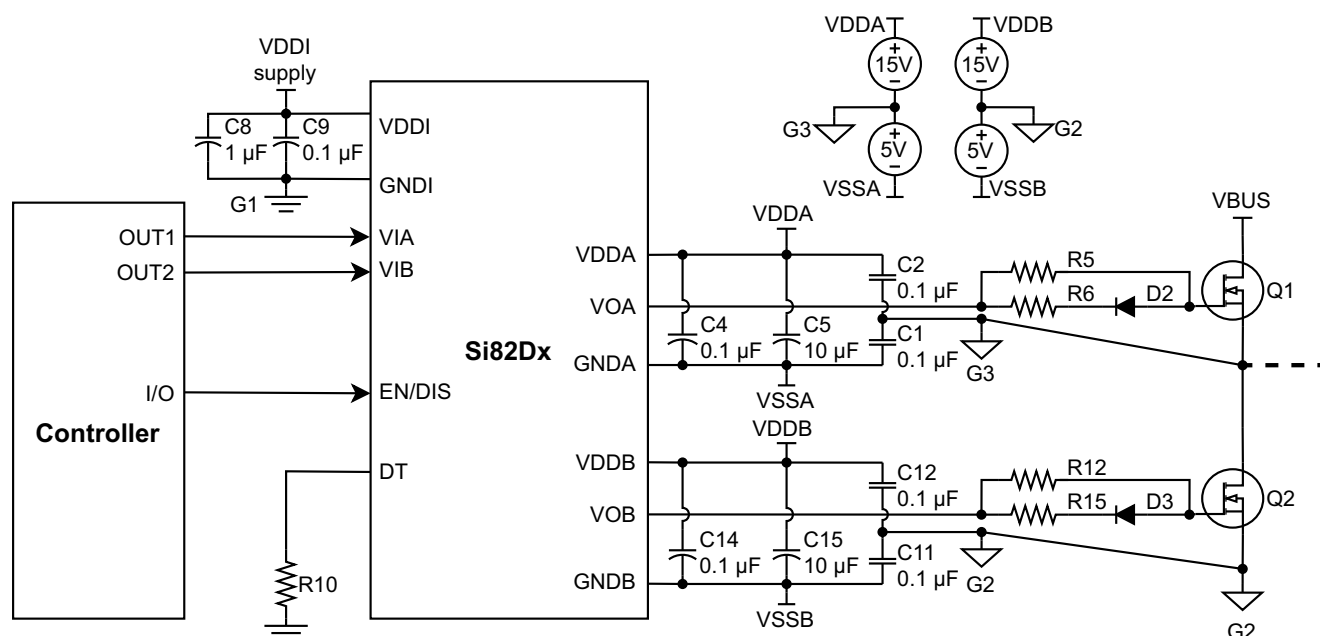 VDDA
VDDB
+
15V
−
+
15V
−
G3
G2
+
5V
−
+
5V
−
VSSA
VSSB
VDDI
supply
C8
1 µF
C9
0.1 µF
G1
VDDI
GNDI
OUT1
OUT2
I/O
Controller
VIA
VIB
EN/DIS
DT
R10
Si82Dx
VDDA
VOA
GNDA
VDDB
VOB
GNDB
VDDA
C4
0.1 µF
C5
10 µF
C2
0.1 µF
C1
0.1 µF
VSSA
G3
R5
R6
D2
VBUS
Q1
VDDB
C14
0.1 µF
C15
10 µF
C12
0.1 µF
C11
0.1 µF
VSSB
G2
R12
R15
D3
Q2
G2